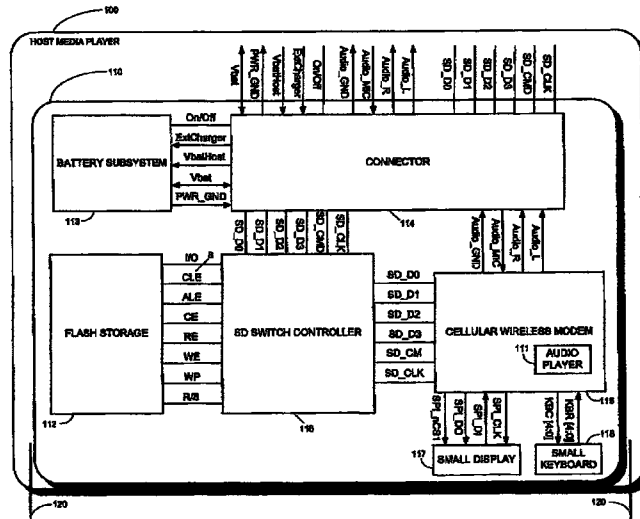 100
HOST MEDIA PLAYER
110
Vbat
PWR_GND
VbatHost
ExtCharger
On/Off
Audio_GND
Audio_MIC
Audio_R
Audio_L
SD_D0
SD_D1
SD_D2
SD_D3
SD_CMD
SD_CLK
BATTERY SUBSYSTEM
On/Off
ExtCharger
VbatHost
Vbat
PWR_GND
CONNECTOR
113
114
SD_D0
SD_D1
SD_D2
SD_D3
SD_CMD
SD_CLK
Audio_GND
Audio_MIC
Audio_R
Audio_L
FLASH STORAGE
I/O
CLE
8
ALE
CE
RE
WE
WP
R/B
SD SWITCH CONTROLLER
SD_D0
SD_D1
SD_D2
SD_D3
SD_CM
SD_CLK
CELLULAR WIRELESS MODEM
111
AUDIO PLAYER
112
116
115
SPI_nCS1
SPI_DO
SPI_DI
SPI_CLK
KBC [4:0]
KBR [4:0]
118
117
SMALL DISPLAY
SMALL KEYBOARD
120
120